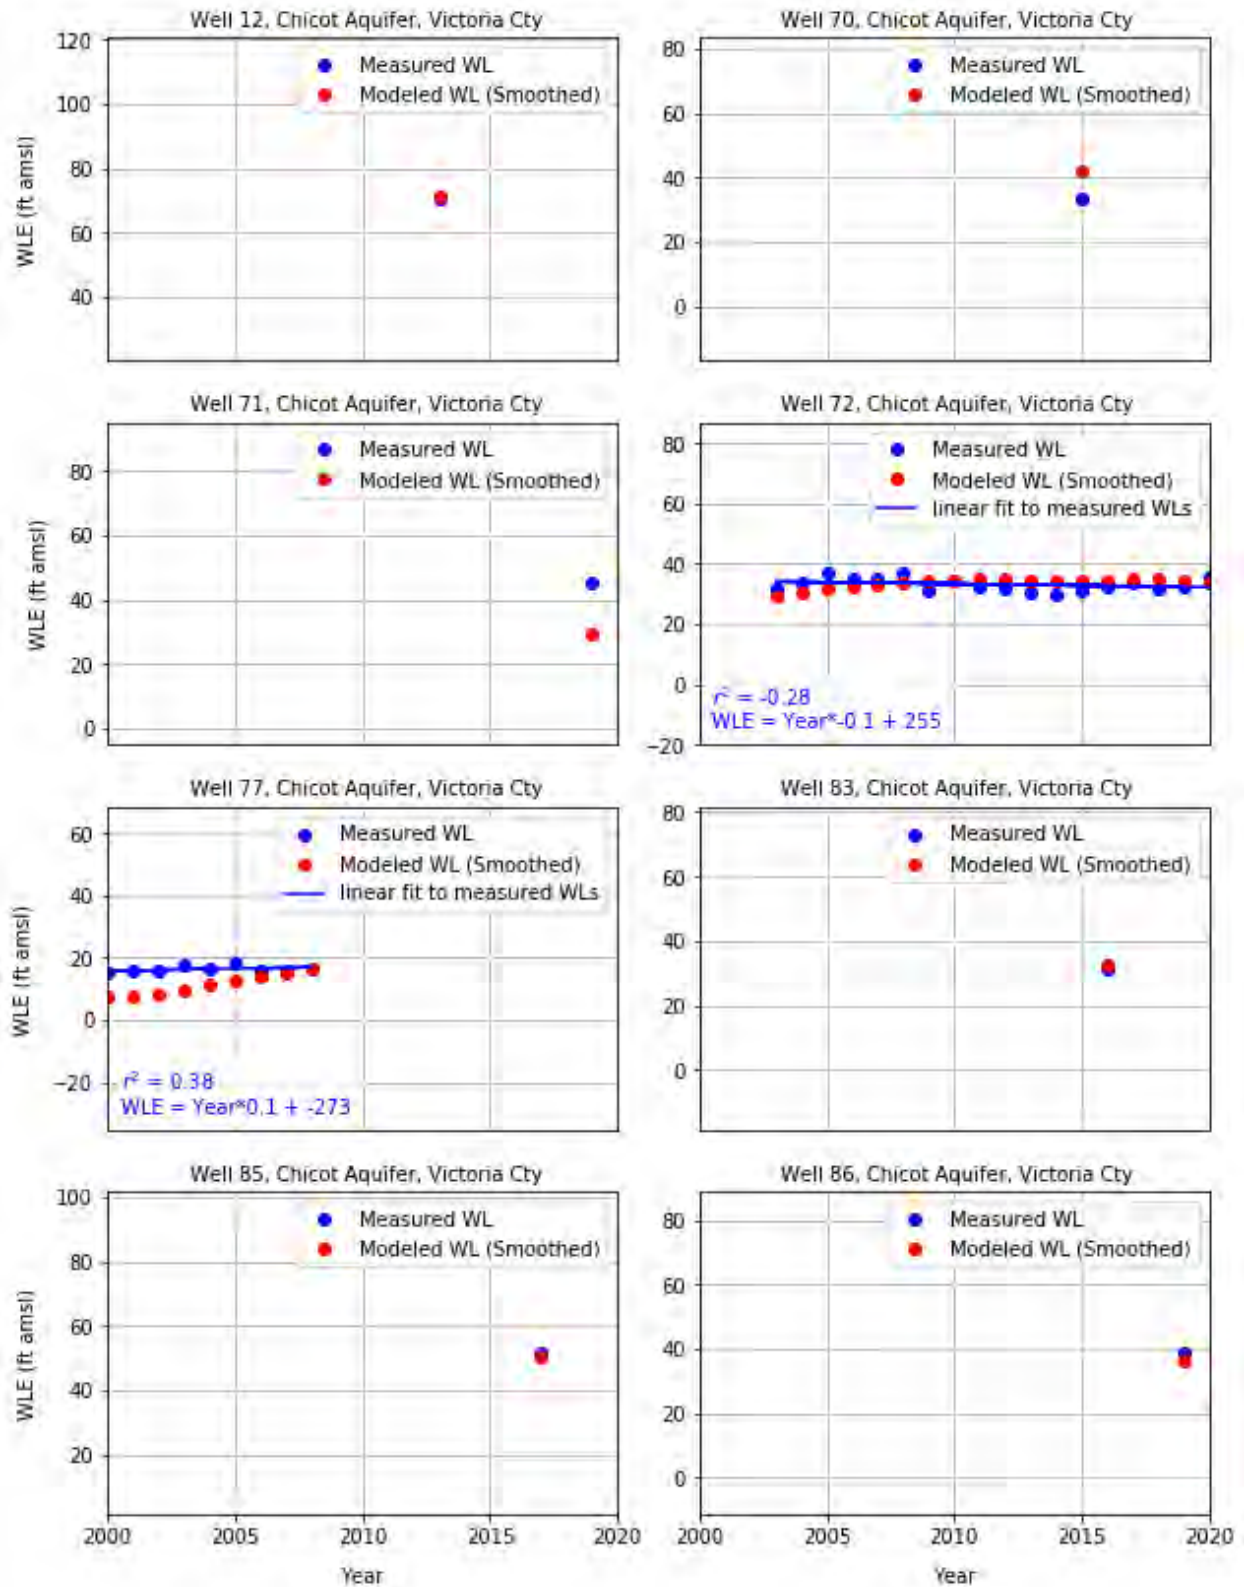 Well 12, Chicot Aquifer, Victoria Cty
120
100
80
60
40
WLE (ft amsl)
Measured WL
Modeled WL (Smoothed)
Well 70, Chicot Aquifer, Victoria Cty
80
60
40
20
0
Measured WL
Modeled WL (Smoothed)
Well 71, Chicot Aquifer, Victoria Cty
80
60
40
20
0
WLE (ft amsl)
Measured WL
Modeled WL (Smoothed)
Well 72, Chicot Aquifer, Victoria Cty
80
60
40
20
0
−20
Measured WL
Modeled WL (Smoothed)
linear fit to measured WLs
r² = -0.28
WLE = Year*-0.1 + 255
Well 77, Chicot Aquifer, Victoria Cty
60
40
20
0
−20
WLE (ft amsl)
Measured WL
Modeled WL (Smoothed)
linear fit to measured WLs
r² = 0.38
WLE = Year*0.1 + -273
Well 83, Chicot Aquifer, Victoria Cty
80
60
40
20
0
Measured WL
Modeled WL (Smoothed)
Well 85, Chicot Aquifer, Victoria Cty
100
80
60
40
20
WLE (ft amsl)
Measured WL
Modeled WL (Smoothed)
2000 2005 2010 2015 2020
Year
Well 86, Chicot Aquifer, Victoria Cty
80
60
40
20
0
Measured WL
Modeled WL (Smoothed)
2000 2005 2010 2015 2020
Year